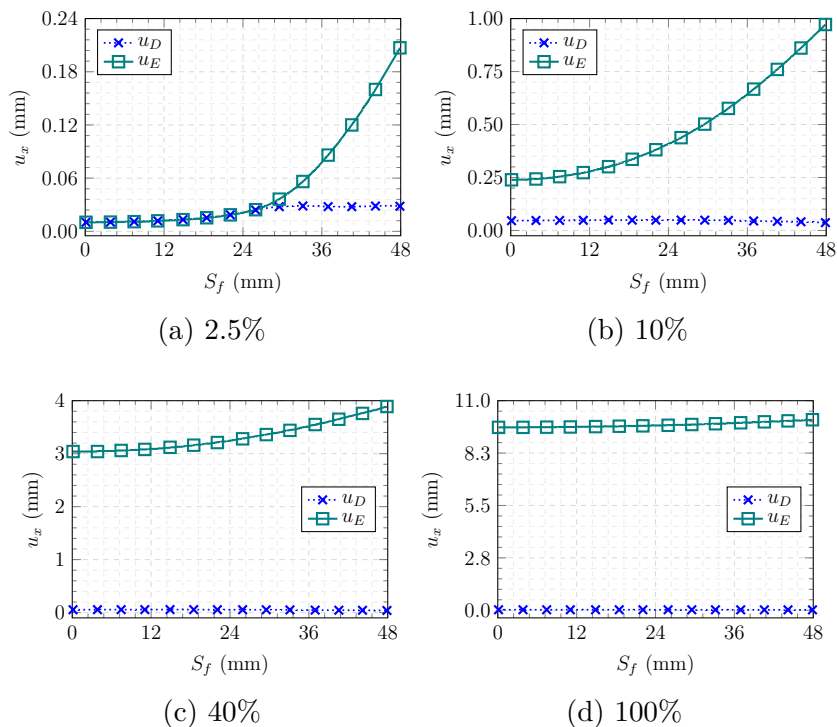 0.24
0.18
0.12
0.06
0.00
u_x (mm)
u_D
u_E
0 12 24 36 48
S_f (mm)
(a) 2.5%
1.00
0.75
0.50
0.25
0.00
u_x (mm)
u_D
u_E
0 12 24 36 48
S_f (mm)
(b) 10%
4
3
2
1
0
u_x (mm)
u_D
u_E
0 12 24 36 48
S_f (mm)
(c) 40%
11.0
8.3
5.5
2.8
0.0
u_x (mm)
u_D
u_E
0 12 24 36 48
S_f (mm)
(d) 100%